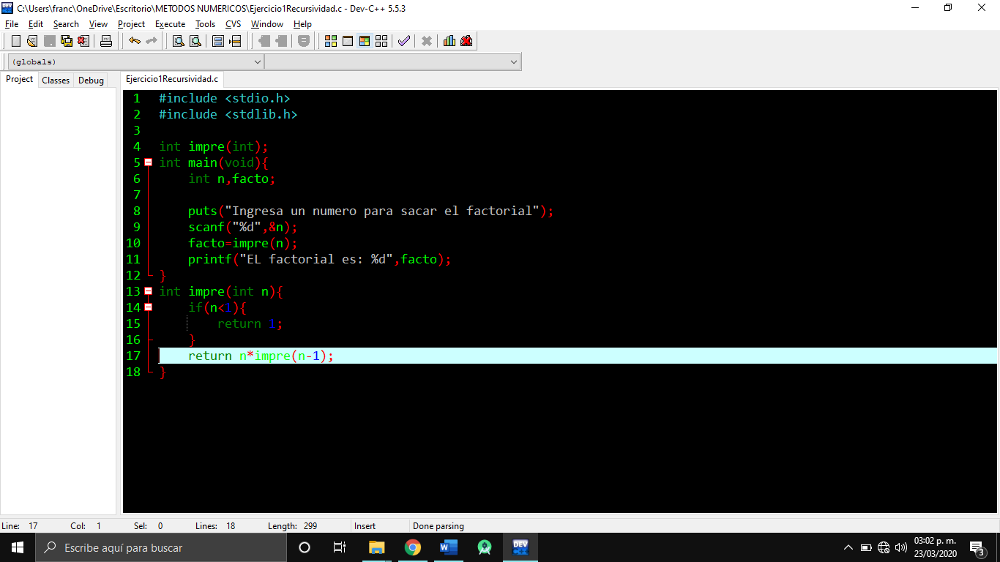 C:\Users\franc\OneDrive\Escritorio\METODOS NUMERICOS\Ejercicio1Recursividad.c - Dev-C++ 5.5.3
File Edit Search View Project Execute Tools CVS Window Help
(globals)
Project Classes Debug
Ejercicio1Recursividad.c
1 #include <stdio.h>
2 #include <stdlib.h>
3
4 int impre(int);
5 int main(void){
6 int n,facto;
7
8 puts("Ingresa un numero para sacar el factorial");
9 scanf("%d",&n);
10 facto=impre(n);
11 printf("EL factorial es: %d",facto);
12 }
13 int impre(int n){
14 if(n<1){
15 return 1;
16 }
17 return n*impre(n-1);
18 }
Line: 17 Col: 1 Sel: 0 Lines: 18 Length: 299 Insert Done parsing
Escribe aquí para buscar
DEV C++
03:02 p. m.
23/03/2020
3